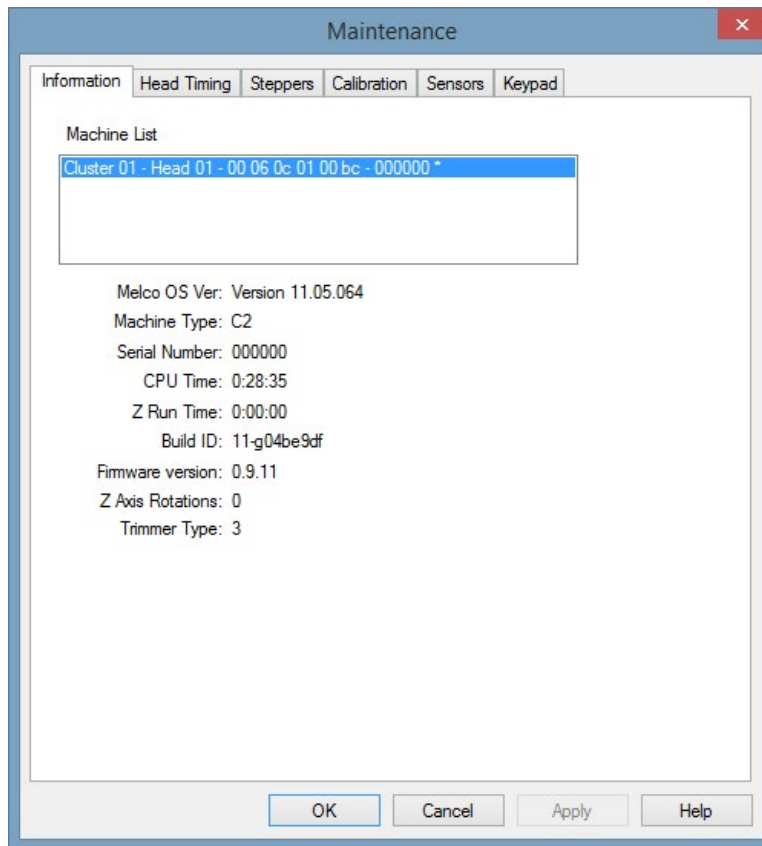 Maintenance
Information Head Timing Steppers Calibration Sensors Keypad
Machine List
Cluster 01 - Head 01 - 00 06 0c 01 00 bc - 000000 *
Melco OS Ver: Version 11.05.064
Machine Type: C2
Serial Number: 000000
CPU Time: 0:28:35
Z Run Time: 0:00:00
Build ID: 11-g04be9df
Firmware version: 0.9.11
Z Axis Rotations: 0
Trimmer Type: 3
OK Cancel Apply Help